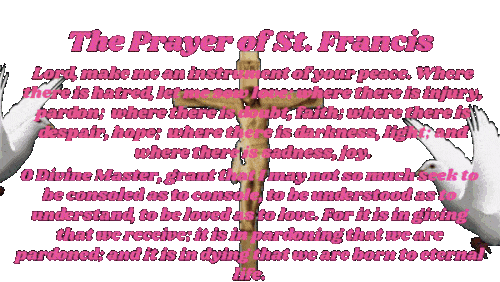 The Prayer of St. Francis
Lord, make me an instrument of your peace. Where
there is hatred, let me sow love; where there is injury,
pardon; where there is doubt, faith; where there is
despair, hope; where there is darkness, light; and
where there is sadness, joy.
O Divine Master, grant that I may not so much seek to
be consoled as to console, to be understood as to
understand, to be loved as to love. For it is in giving
that we receive; it is in pardoning that we are
pardoned; and it is in dying that we are born to eternal
life.